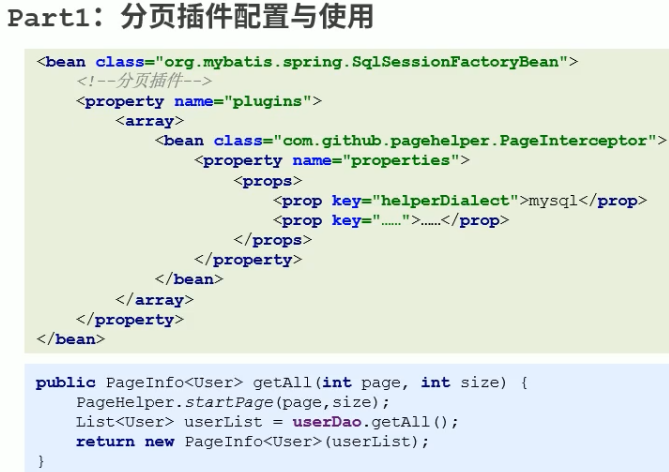 Part1：分页插件配置与使用
<bean class="org.mybatis.spring.SqlSessionFactoryBean">
<!--分页插件-->
<property name="plugins">
<array>
<bean class="com.github.pagehelper.PageInterceptor">
<property name="properties">
<props>
<prop key="helperDialect">mysql</prop>
<prop key="……">……</prop>
</props>
</property>
</bean>
</array>
</property>
</bean>
public PageInfo<User> getAll(int page, int size) {
PageHelper.startPage(page,size);
List<User> userList = userDao.getAll();
return new PageInfo<User>(userList);
}